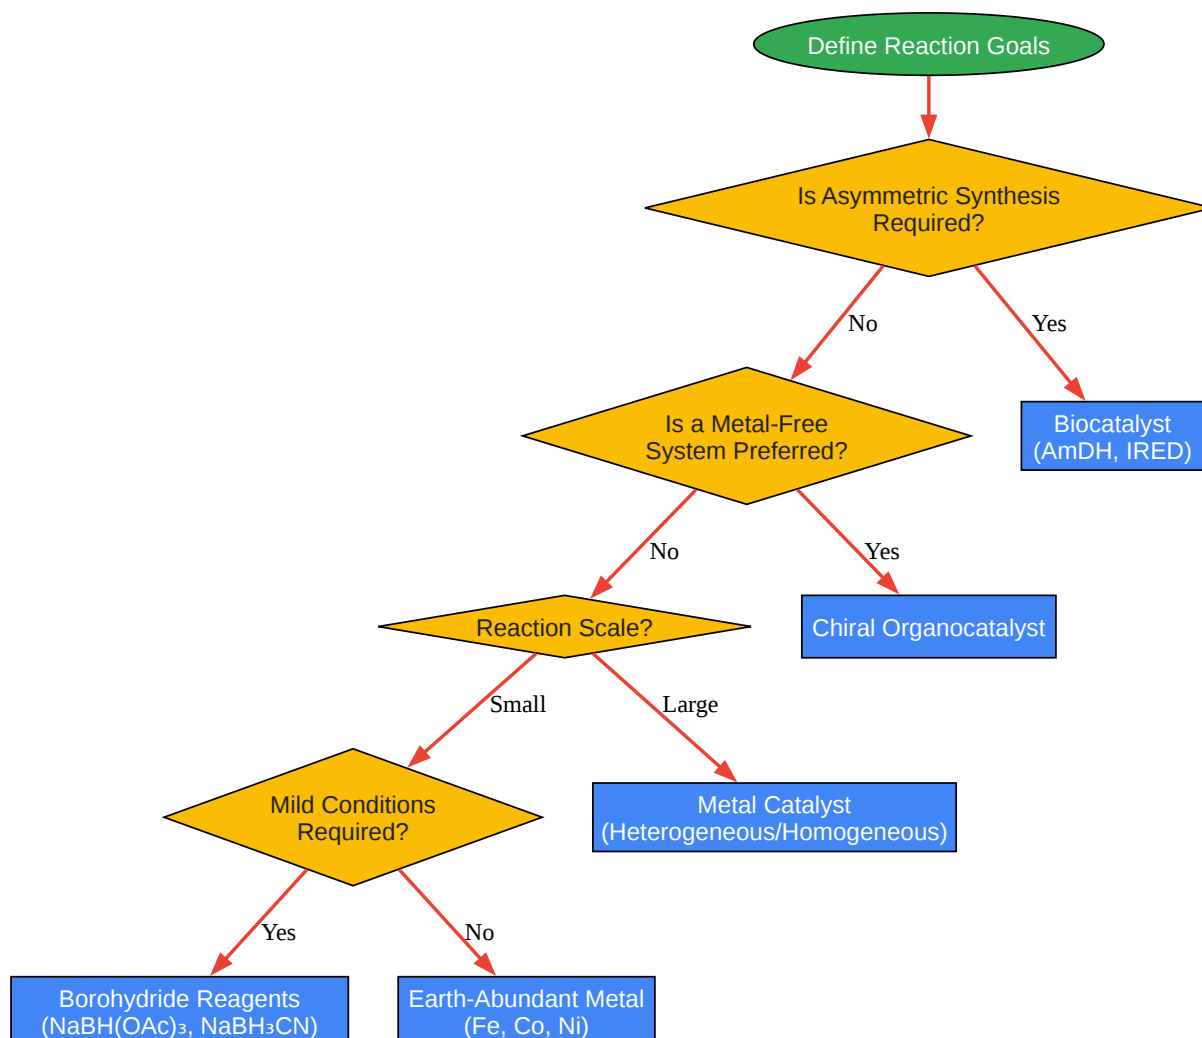 Define Reaction Goals
Is Asymmetric Synthesis
Required?
No
Yes
Is a Metal-Free
System Preferred?
Biocatalyst
(AmDH, IRED)
No
Yes
Reaction Scale?
Chiral Organocatalyst
Small
Large
Mild Conditions
Required?
Metal Catalyst
(Heterogeneous/Homogeneous)
Yes
No
Borohydride Reagents
(NaBH(OAc)₃, NaBH₃CN)
Earth-Abundant Metal
(Fe, Co, Ni)